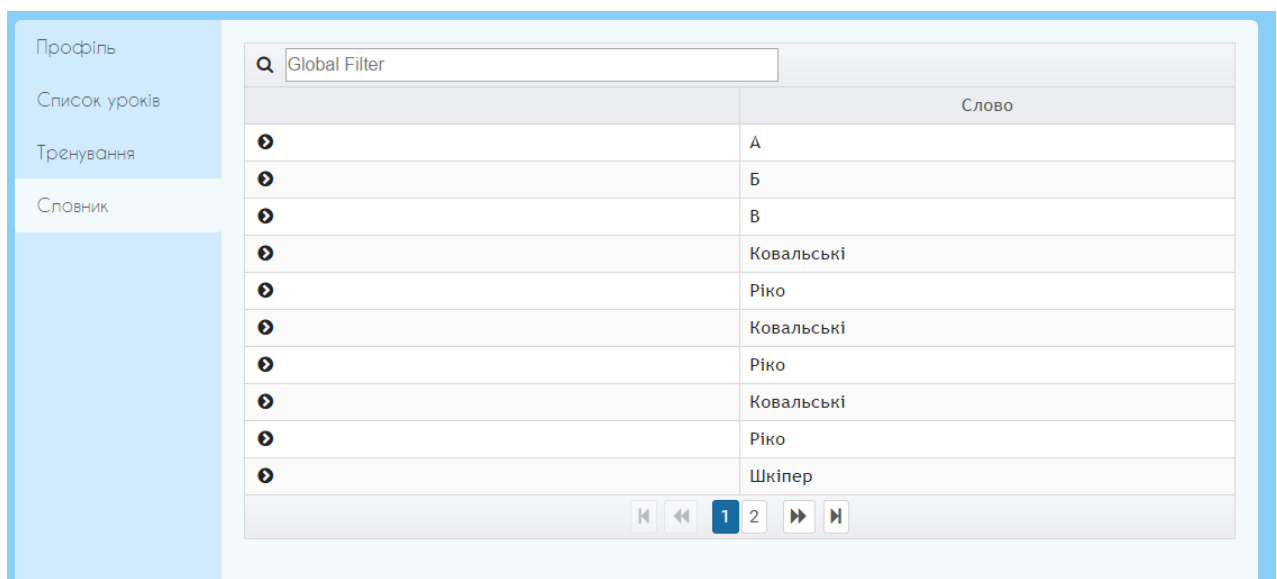 Профіль
Список уроків
Тренування
Словник
Global Filter
Слово
А
Б
В
Ковальські
Ріко
Ковальські
Ріко
Ковальські
Ріко
Шкіпер
1 2